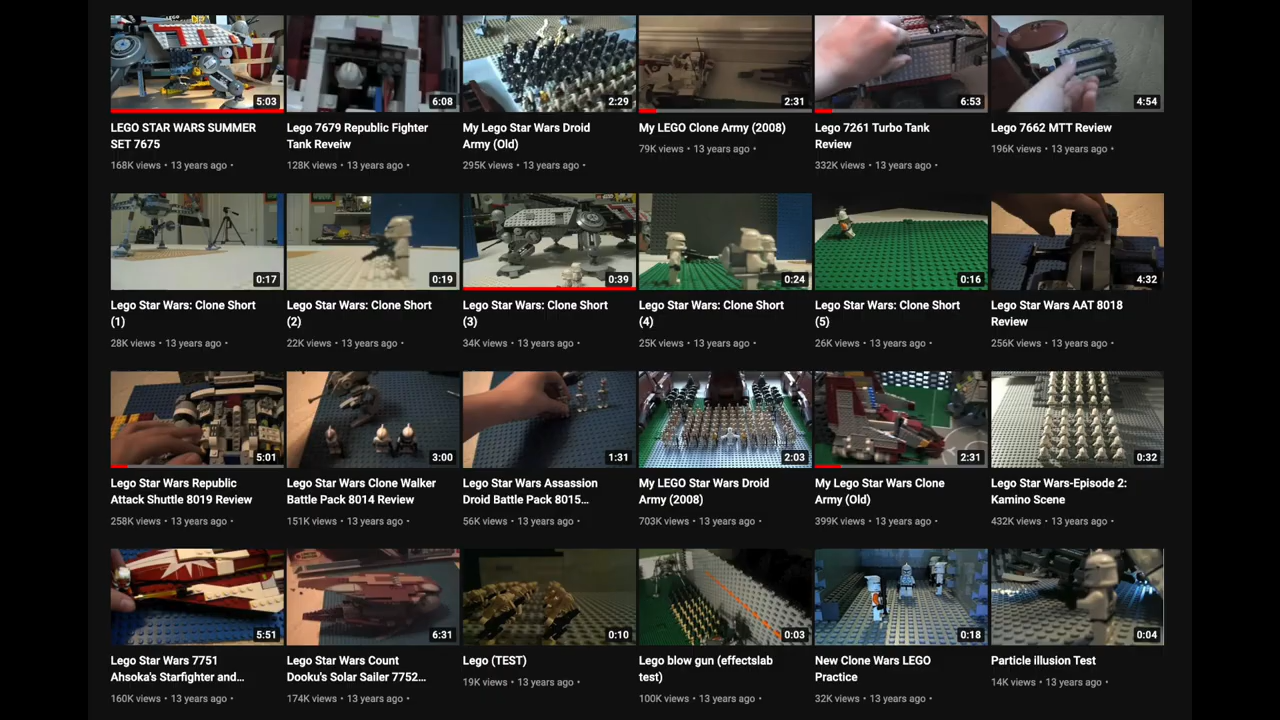 5:03
6:08
2:29
2:31
6:53
4:54
LEGO STAR WARS SUMMER
SET 7675
168K views • 13 years ago •
Lego 7679 Republic Fighter
Tank Reveiw
128K views • 13 years ago •
My Lego Star Wars Droid
Army (Old)
295K views • 13 years ago •
My LEGO Clone Army (2008)
79K views • 13 years ago •
Lego 7261 Turbo Tank
Review
332K views • 13 years ago •
Lego 7662 MTT Review
196K views • 13 years ago •
0:17
0:19
0:39
0:24
0:16
4:32
Lego Star Wars: Clone Short
(1)
28K views • 13 years ago •
Lego Star Wars: Clone Short
(2)
22K views • 13 years ago •
Lego Star Wars: Clone Short
(3)
34K views • 13 years ago •
Lego Star Wars: Clone Short
(4)
25K views • 13 years ago •
Lego Star Wars: Clone Short
(5)
26K views • 13 years ago •
Lego Star Wars AAT 8018
Review
256K views • 13 years ago •
5:01
3:00
1:31
2:03
2:31
0:32
Lego Star Wars Republic
Attack Shuttle 8019 Review
258K views • 13 years ago •
Lego Star Wars Clone Walker
Battle Pack 8014 Review
151K views • 13 years ago •
Lego Star Wars Assassion
Droid Battle Pack 8015...
56K views • 13 years ago •
My LEGO Star Wars Droid
Army (2008)
703K views • 13 years ago •
My Lego Star Wars Clone
Army (Old)
399K views • 13 years ago •
Lego Star Wars-Episode 2:
Kamino Scene
432K views • 13 years ago •
5:51
6:31
0:10
0:03
0:18
0:04
Lego Star Wars 7751
Ahsoka's Starfighter and...
160K views • 13 years ago •
Lego Star Wars Count
Dooku's Solar Sailer 7752...
174K views • 13 years ago •
Lego (TEST)
19K views • 13 years ago •
Lego blow gun (effectslab
test)
100K views • 13 years ago •
New Clone Wars LEGO
Practice
32K views • 13 years ago •
Particle illusion Test
14K views • 13 years ago •